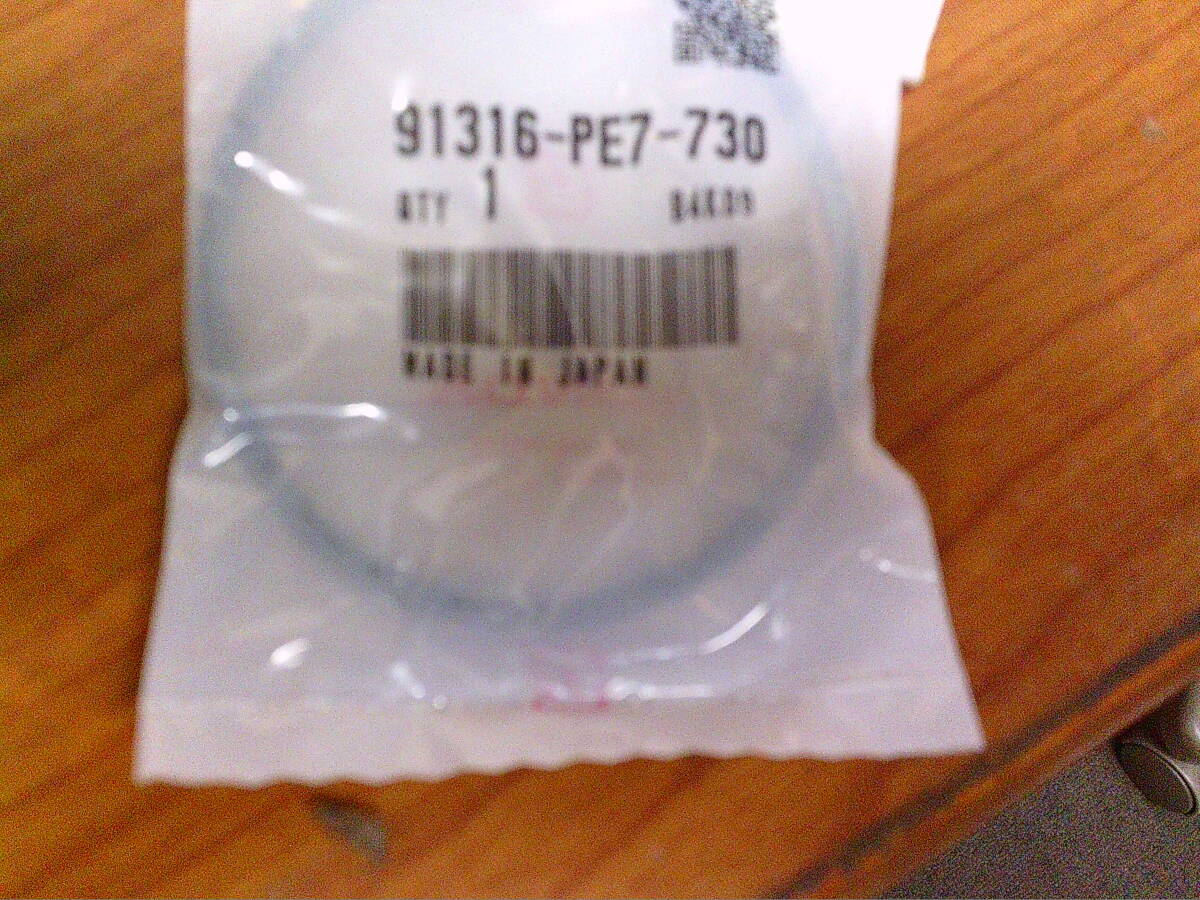 91316-PE7-730
QTY 1
MADE IN JAPAN